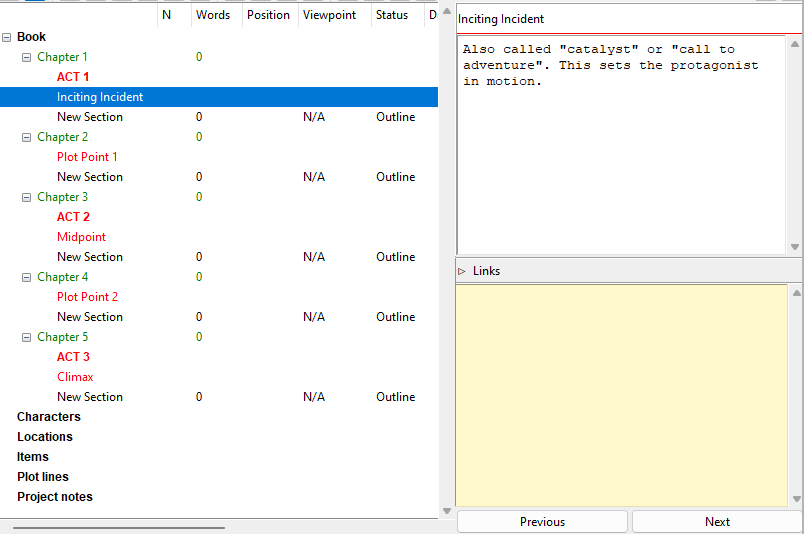 N Words Position Viewpoint Status D
Book
Chapter 1 0
ACT 1
Inciting Incident
New Section 0 N/A Outline
Chapter 2 0
Plot Point 1
New Section 0 N/A Outline
Chapter 3 0
ACT 2
Midpoint
New Section 0 N/A Outline
Chapter 4 0
Plot Point 2
New Section 0 N/A Outline
Chapter 5 0
ACT 3
Climax
New Section 0 N/A Outline
Characters
Locations
Items
Plot lines
Project notes
Inciting Incident
Also called "catalyst" or "call to
adventure". This sets the protagonist
in motion.
Links
Previous Next